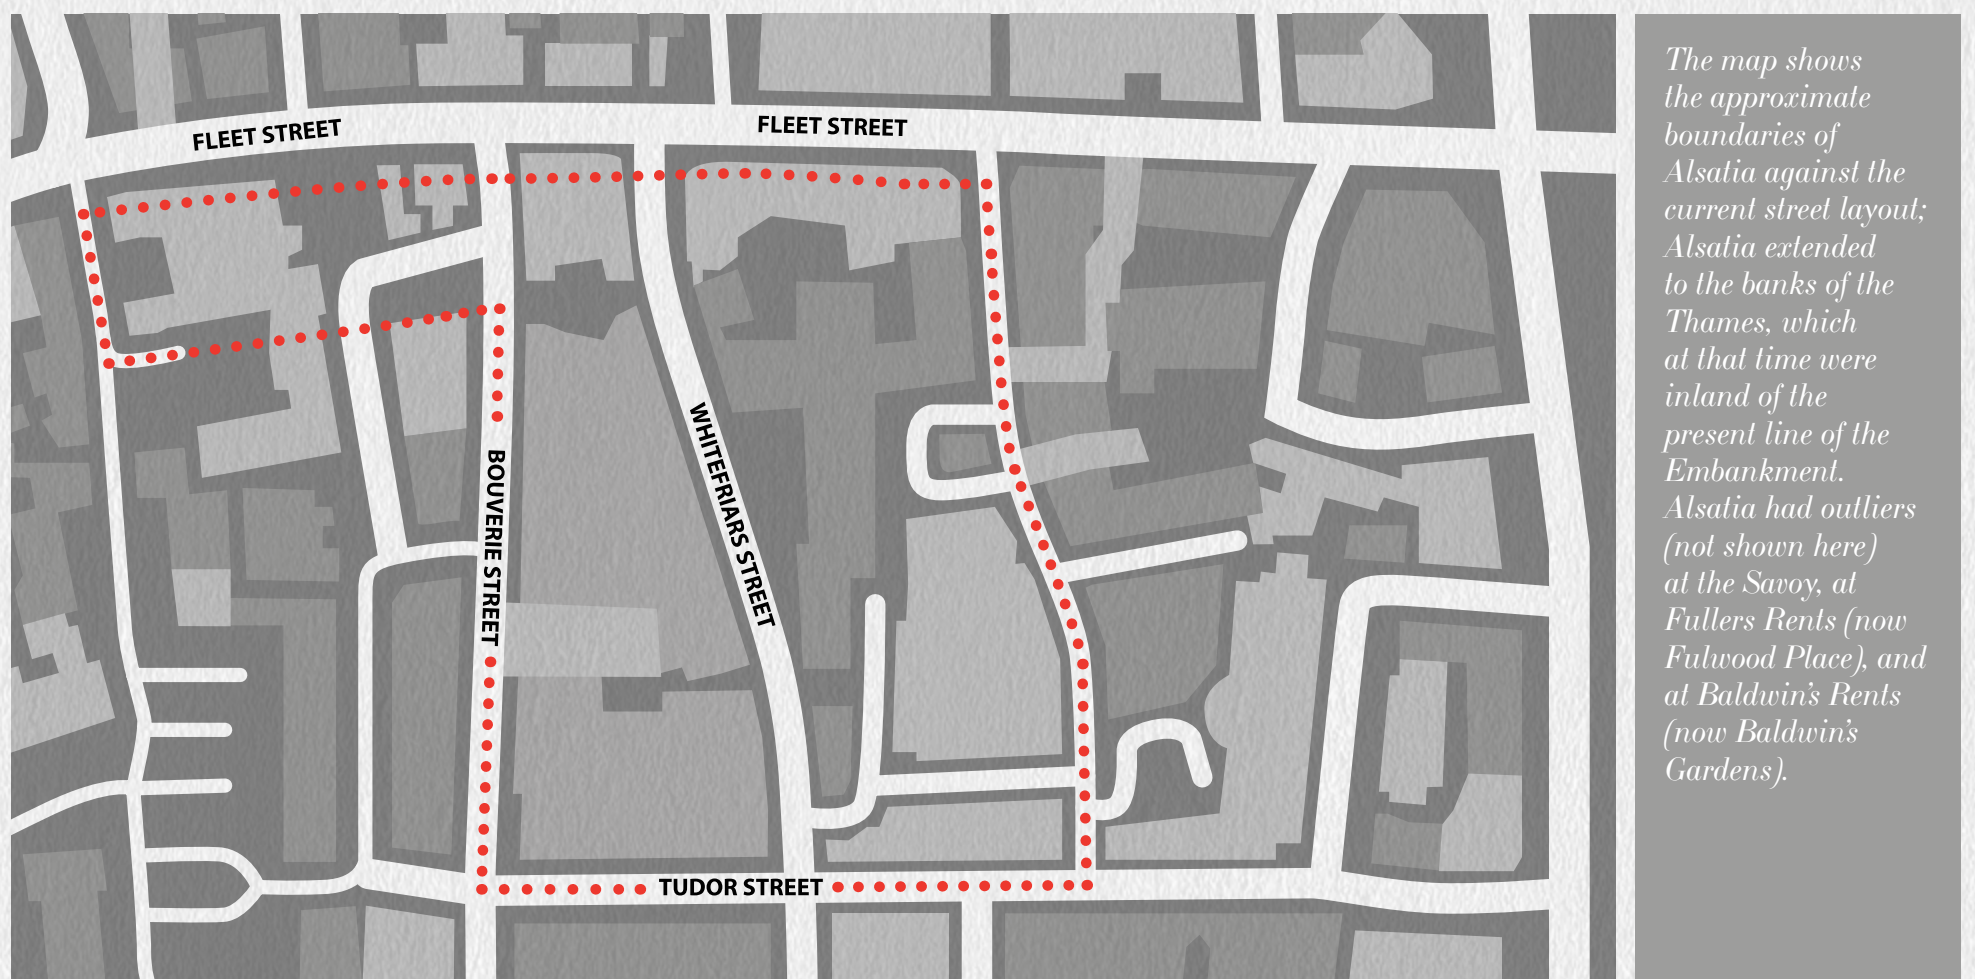 FLEET STREET
FLEET STREET
WHITEFRIARS STREET
BOUVERIE STREET
TUDOR STREET
The map shows
the approximate
boundaries of
Alsatia against the
current street layout;
Alsatia extended
to the banks of the
Thames, which
at that time were
inland of the
present line of the
Embankment.
Alsatia had outliers
(not shown here)
at the Savoy, at
Fullers Rents (now
Fulwood Place), and
at Baldwin's Rents
(now Baldwin's
Gardens).